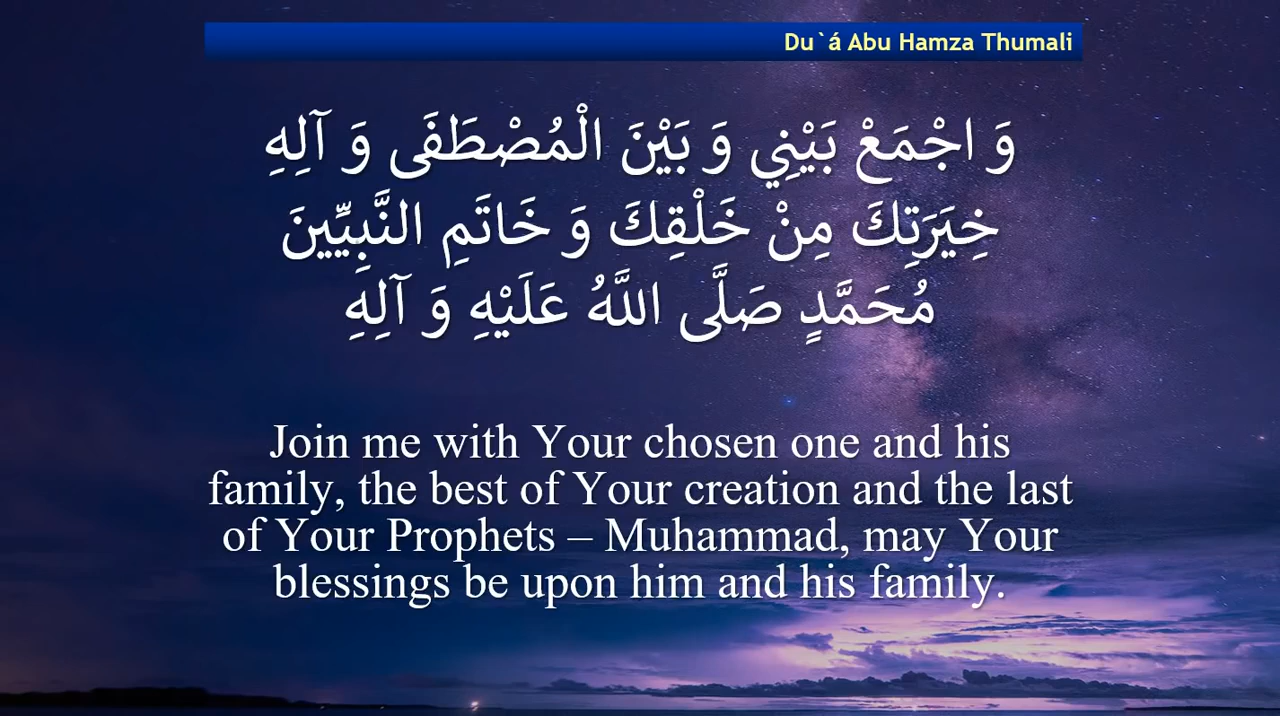 Du`á Abu Hamza Thumali
وَ اجْمَعْ بَيْنِي وَ بَيْنَ الْمُصْطَفَى وَ آلِهِ
خِيَرَتِكَ مِنْ خَلْقِكَ وَ خَاتَمِ النَّبِيِّينَ
مُحَمَّدٍ صَلَّى اللَّهُ عَلَيْهِ وَ آلِهِ
Join me with Your chosen one and his
family, the best of Your creation and the last
of Your Prophets – Muhammad, may Your
blessings be upon him and his family.